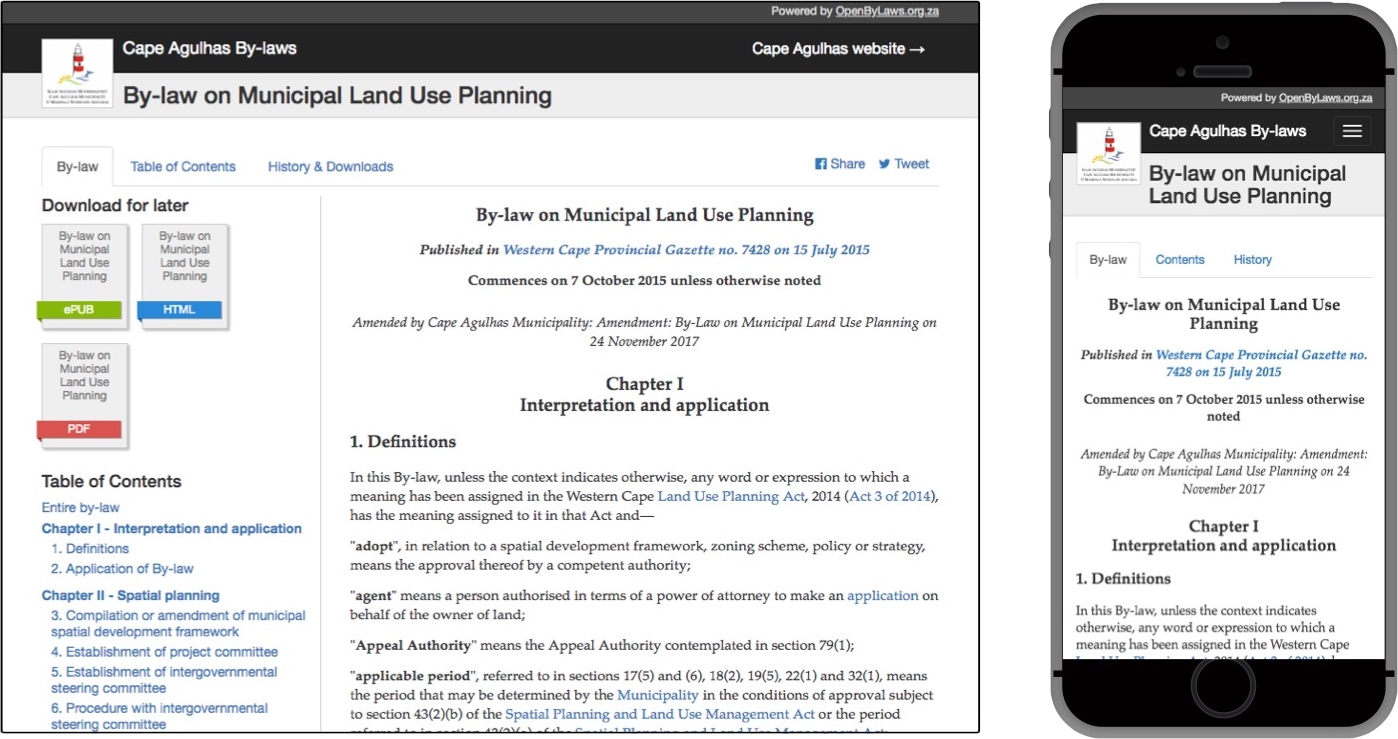 Powered by OpenByLaws.org.za
Cape Agulhas By-laws
Cape Agulhas website →
By-law on Municipal Land Use Planning
By-law
Table of Contents
History & Downloads
Share
Tweet
Download for later
By-law on
Municipal
Land Use
Planning
ePUB
By-law on
Municipal
Land Use
Planning
HTML
By-law on
Municipal
Land Use
Planning
PDF
Table of Contents
Entire by-law
Chapter I - Interpretation and application
1. Definitions
2. Application of By-law
Chapter II - Spatial planning
3. Compilation or amendment of municipal
spatial development framework
4. Establishment of project committee
5. Establishment of intergovernmental
steering committee
6. Procedure with intergovernmental
steering committee
By-law on Municipal Land Use Planning
Published in Western Cape Provincial Gazette no. 7428 on 15 July 2015
Commences on 7 October 2015 unless otherwise noted
Amended by Cape Agulhas Municipality: Amendment: By-Law on Municipal Land Use Planning on
24 November 2017
Chapter I
Interpretation and application
1. Definitions
In this By-law, unless the context indicates otherwise, any word or expression to which a
meaning has been assigned in the Western Cape Land Use Planning Act, 2014 (Act 3 of 2014),
has the meaning assigned to it in that Act and—
"adopt", in relation to a spatial development framework, zoning scheme, policy or strategy,
means the approval thereof by a competent authority;
"agent" means a person authorised in terms of a power of attorney to make an application on
behalf of the owner of land;
"Appeal Authority" means the Appeal Authority contemplated in section 79(1);
"applicable period", referred to in sections 17(5) and (6), 18(2), 19(5), 22(1) and 32(1), means
the period that may be determined by the Municipality in the conditions of approval subject
to section 43(2)(b) of the Spatial Planning and Land Use Management Act or the period
Powered by OpenByLaws.org.za
Cape Agulhas By-laws
By-law on Municipal
Land Use Planning
By-law
Contents
History
By-law on Municipal Land Use
Planning
Published in Western Cape Provincial Gazette no.
7428 on 15 July 2015
Commences on 7 October 2015 unless otherwise
noted
Amended by Cape Agulhas Municipality: Amendment:
By-Law on Municipal Land Use Planning on 24
November 2017
Chapter I
Interpretation and application
1. Definitions
In this By-law, unless the context indicates
otherwise, any word or expression to which a
meaning has been assigned in the Western Cape